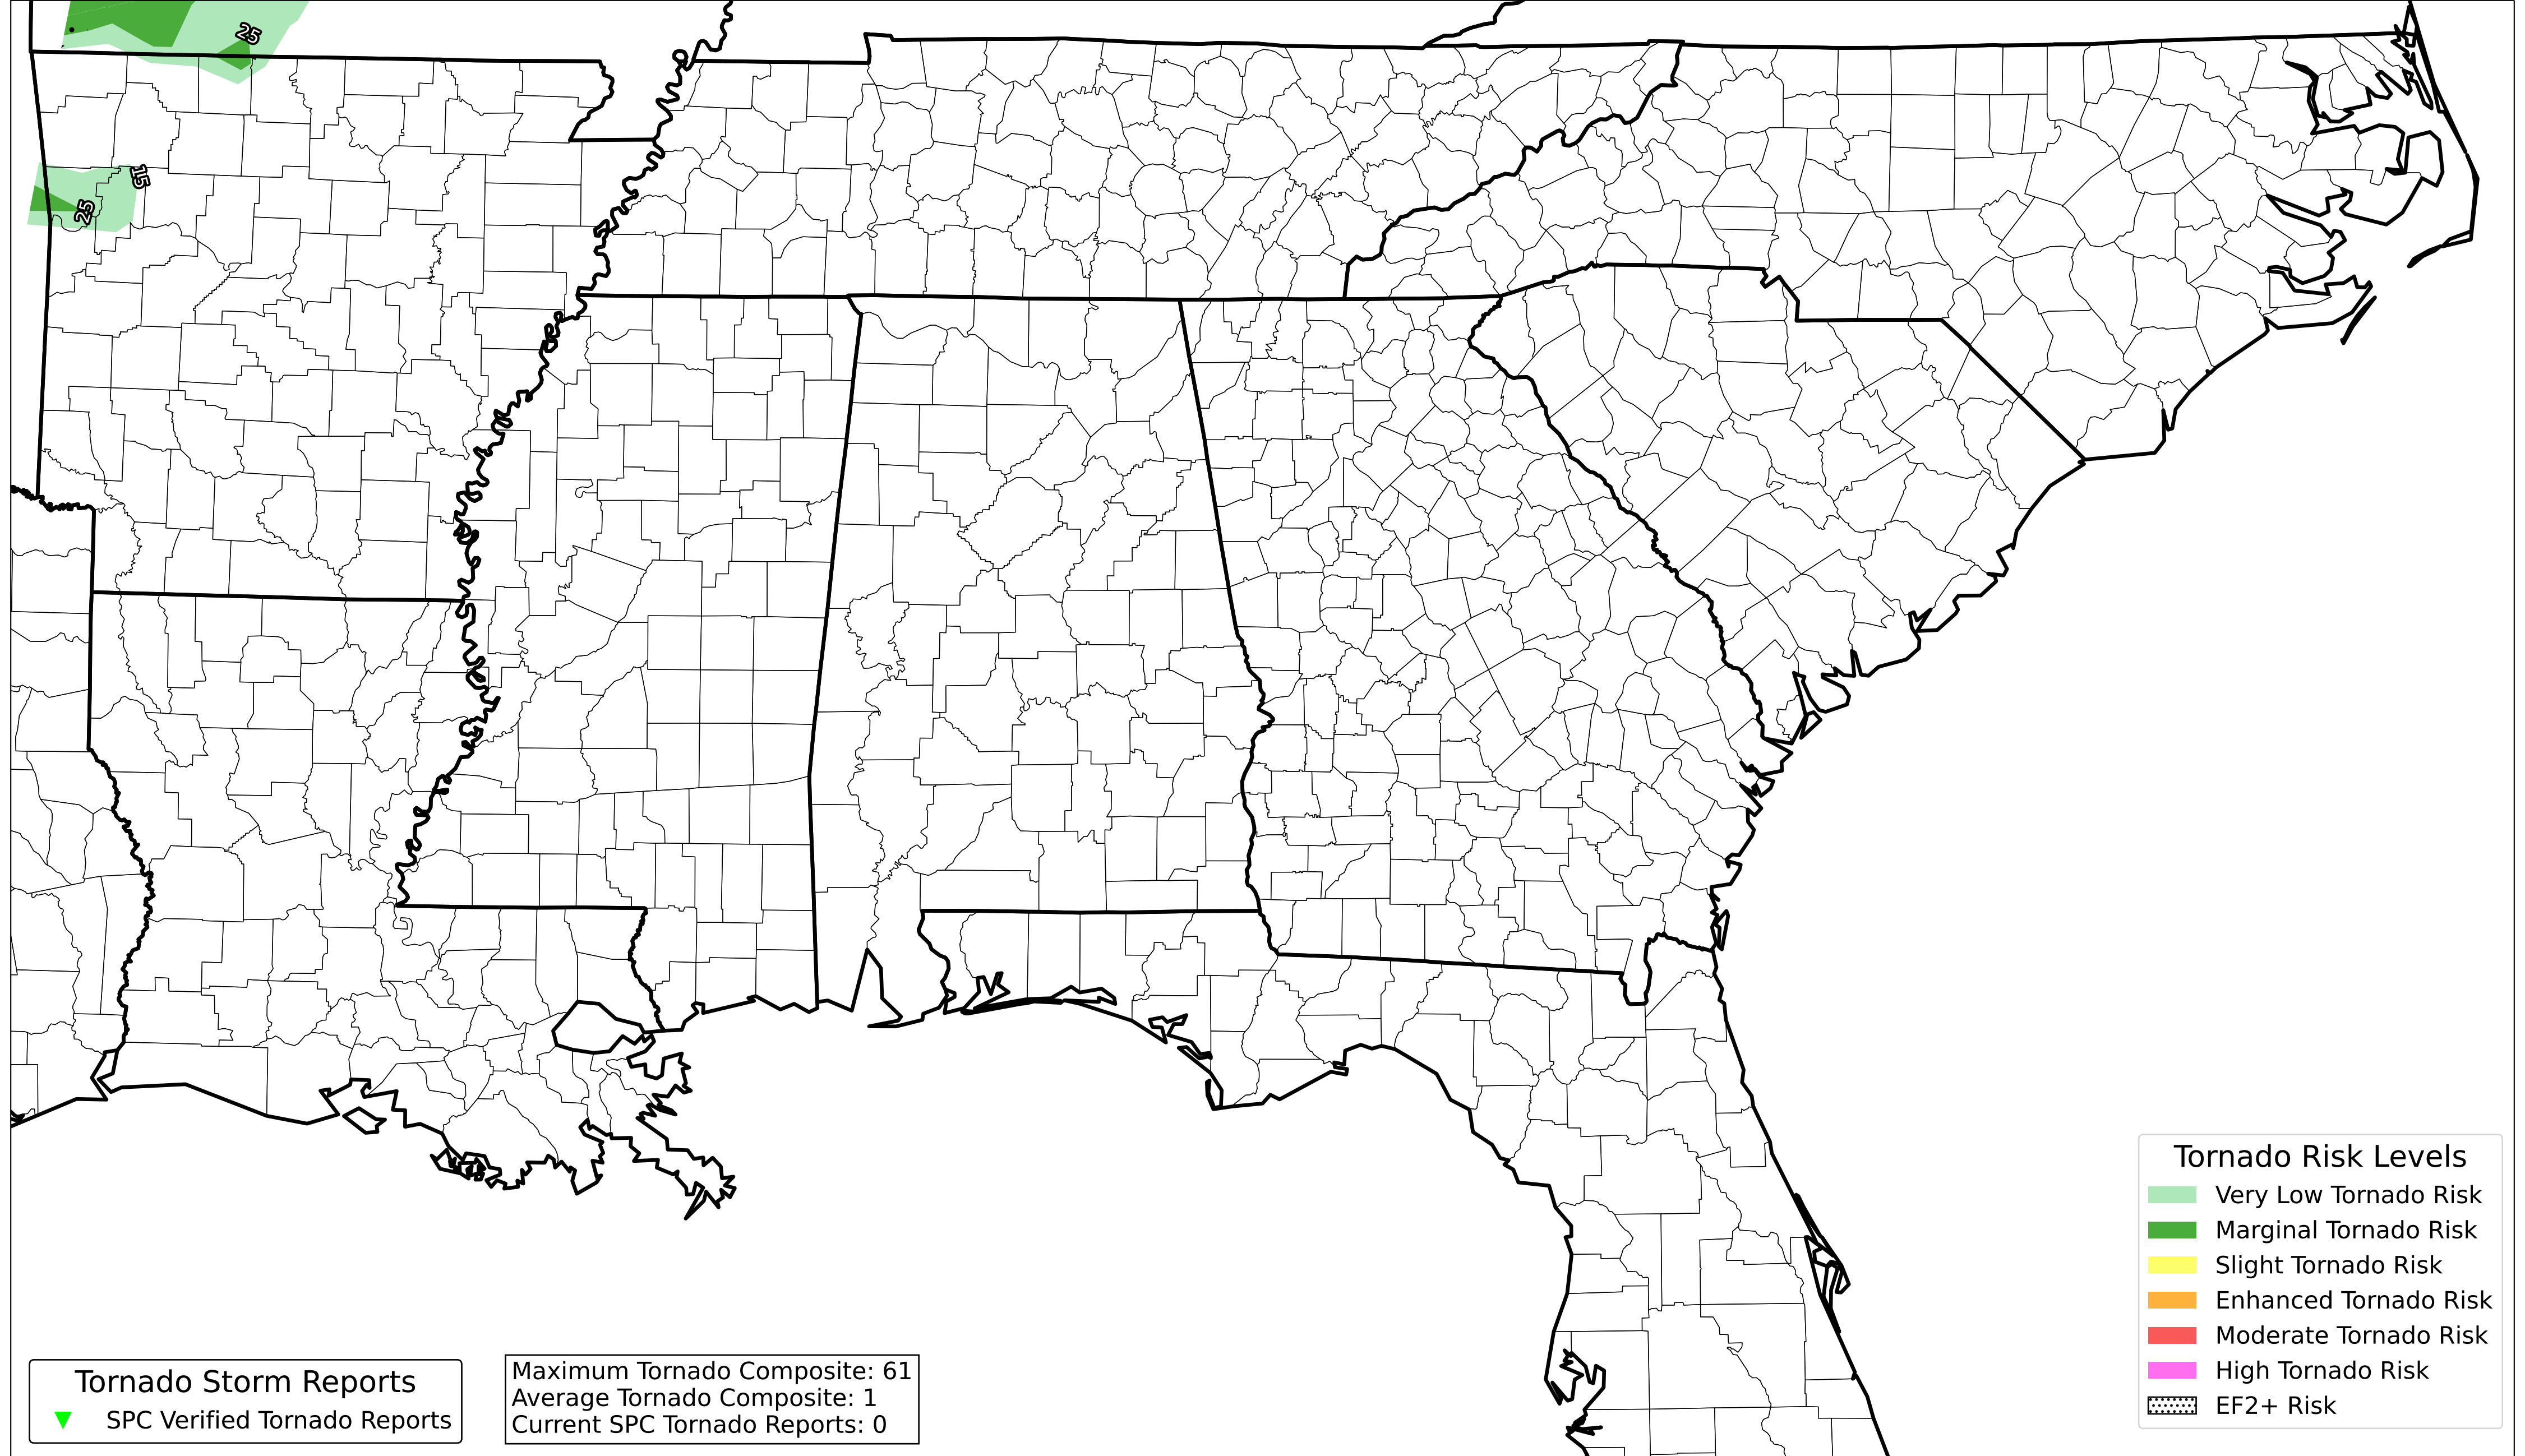 25
15
25
Tornado Risk Levels
Very Low Tornado Risk
Marginal Tornado Risk
Slight Tornado Risk
Enhanced Tornado Risk
Moderate Tornado Risk
High Tornado Risk
EF2+ Risk
Tornado Storm Reports
SPC Verified Tornado Reports
Maximum Tornado Composite: 61
Average Tornado Composite: 1
Current SPC Tornado Reports: 0